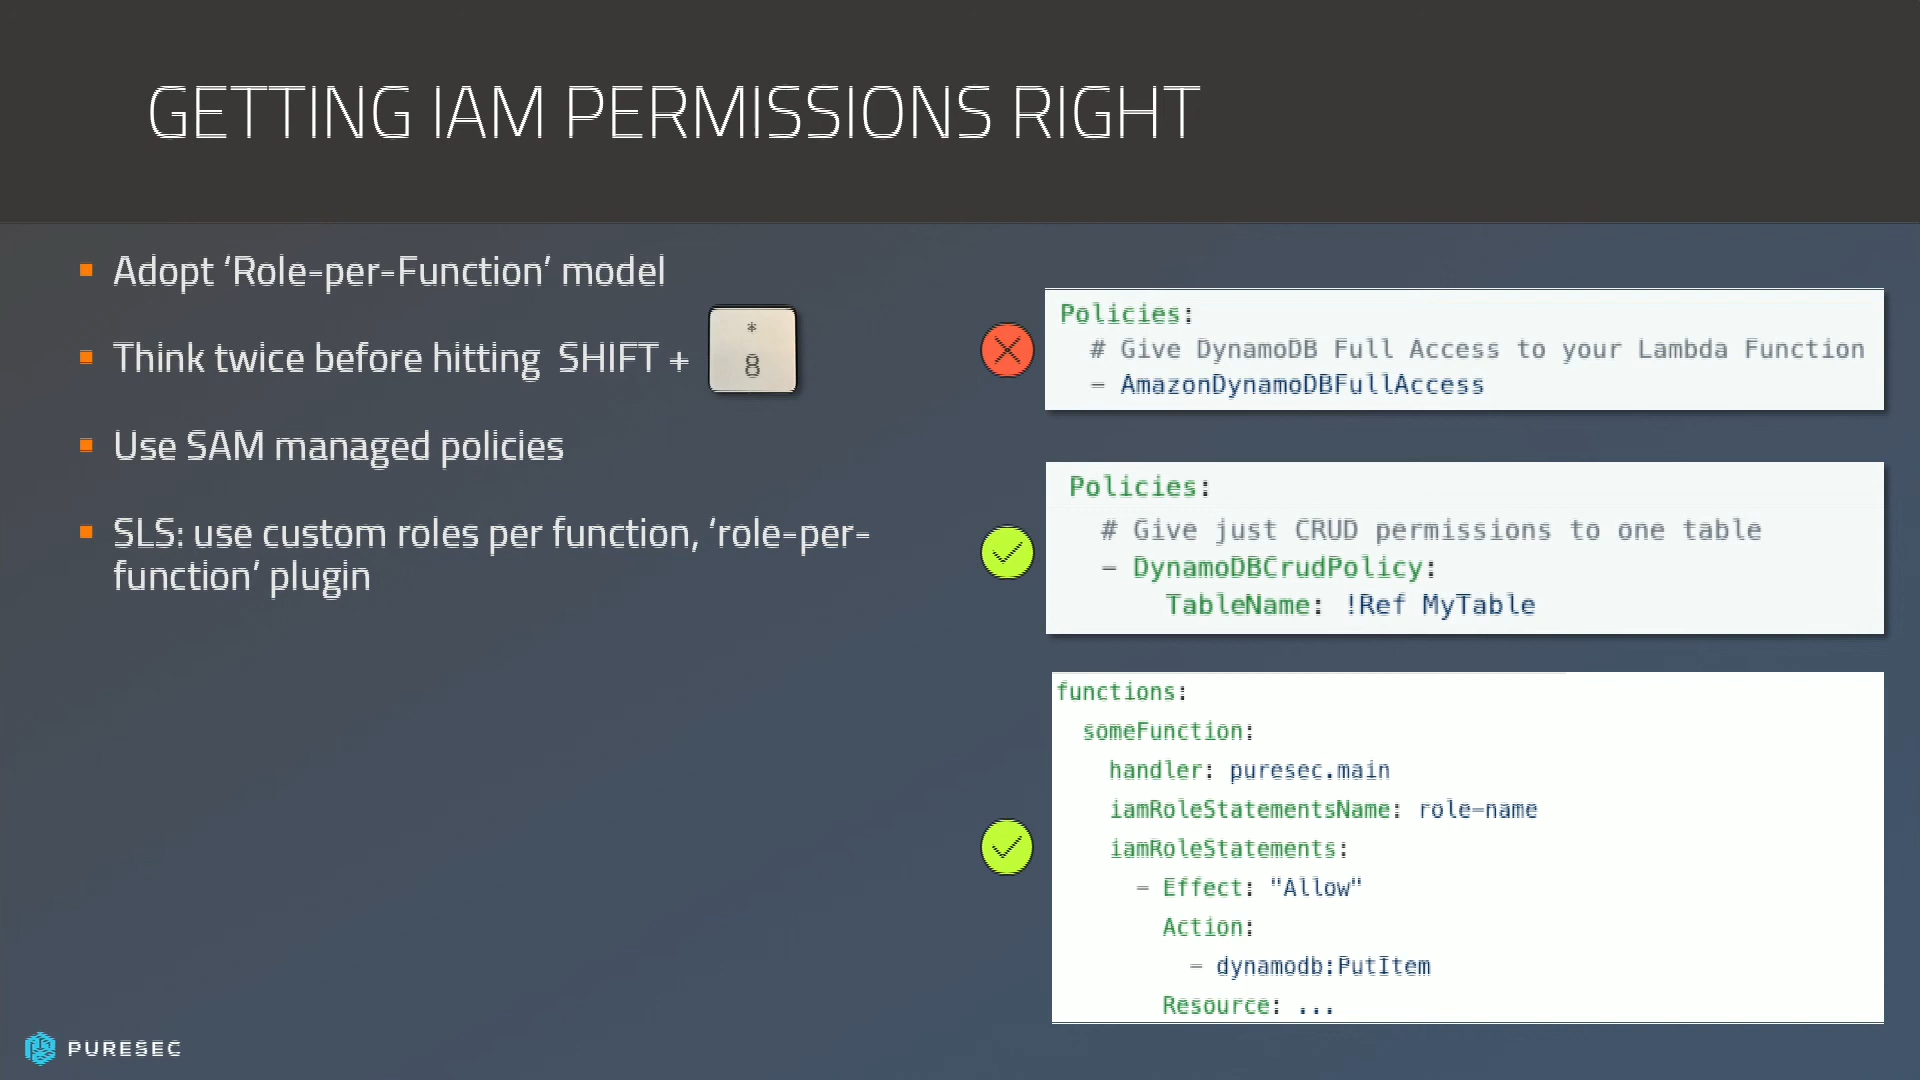 GETTING IAM PERMISSIONS RIGHT
Adopt ‘Role-per-Function’ model
Think twice before hitting SHIFT +
*
8
Use SAM managed policies
SLS: use custom roles per function, ‘role-per-
function’ plugin
Policies:
# Give DynamoDB Full Access to your Lambda Function
- AmazonDynamoDBFullAccess
Policies:
# Give just CRUD permissions to one table
- DynamoDBCrudPolicy:
TableName: !Ref MyTable
functions:
someFunction:
handler: puresec.main
iamRoleStatementsName: role-name
iamRoleStatements:
- Effect: "Allow"
Action:
- dynamodb:PutItem
Resource: ...
PURESEC